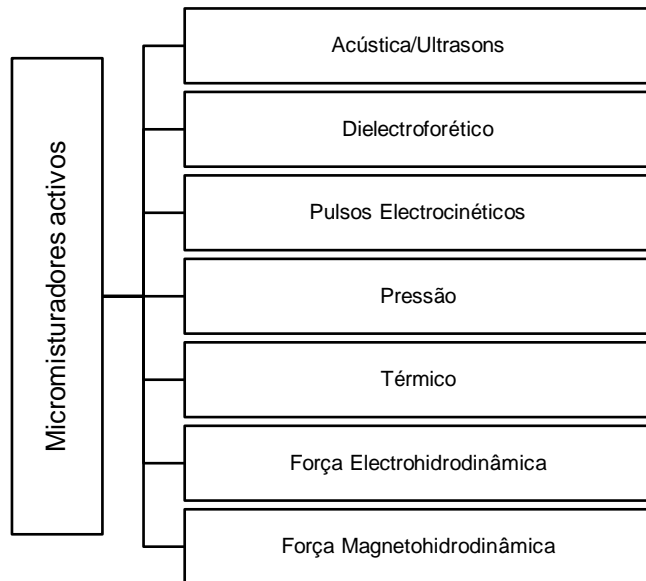 Micromisturadores activos
Acústica/Ultrasons
Dielectroforético
Pulsos Electrocinéticos
Pressão
Térmico
Força Electrohidrodinâmica
Força Magnetohidrodinâmica